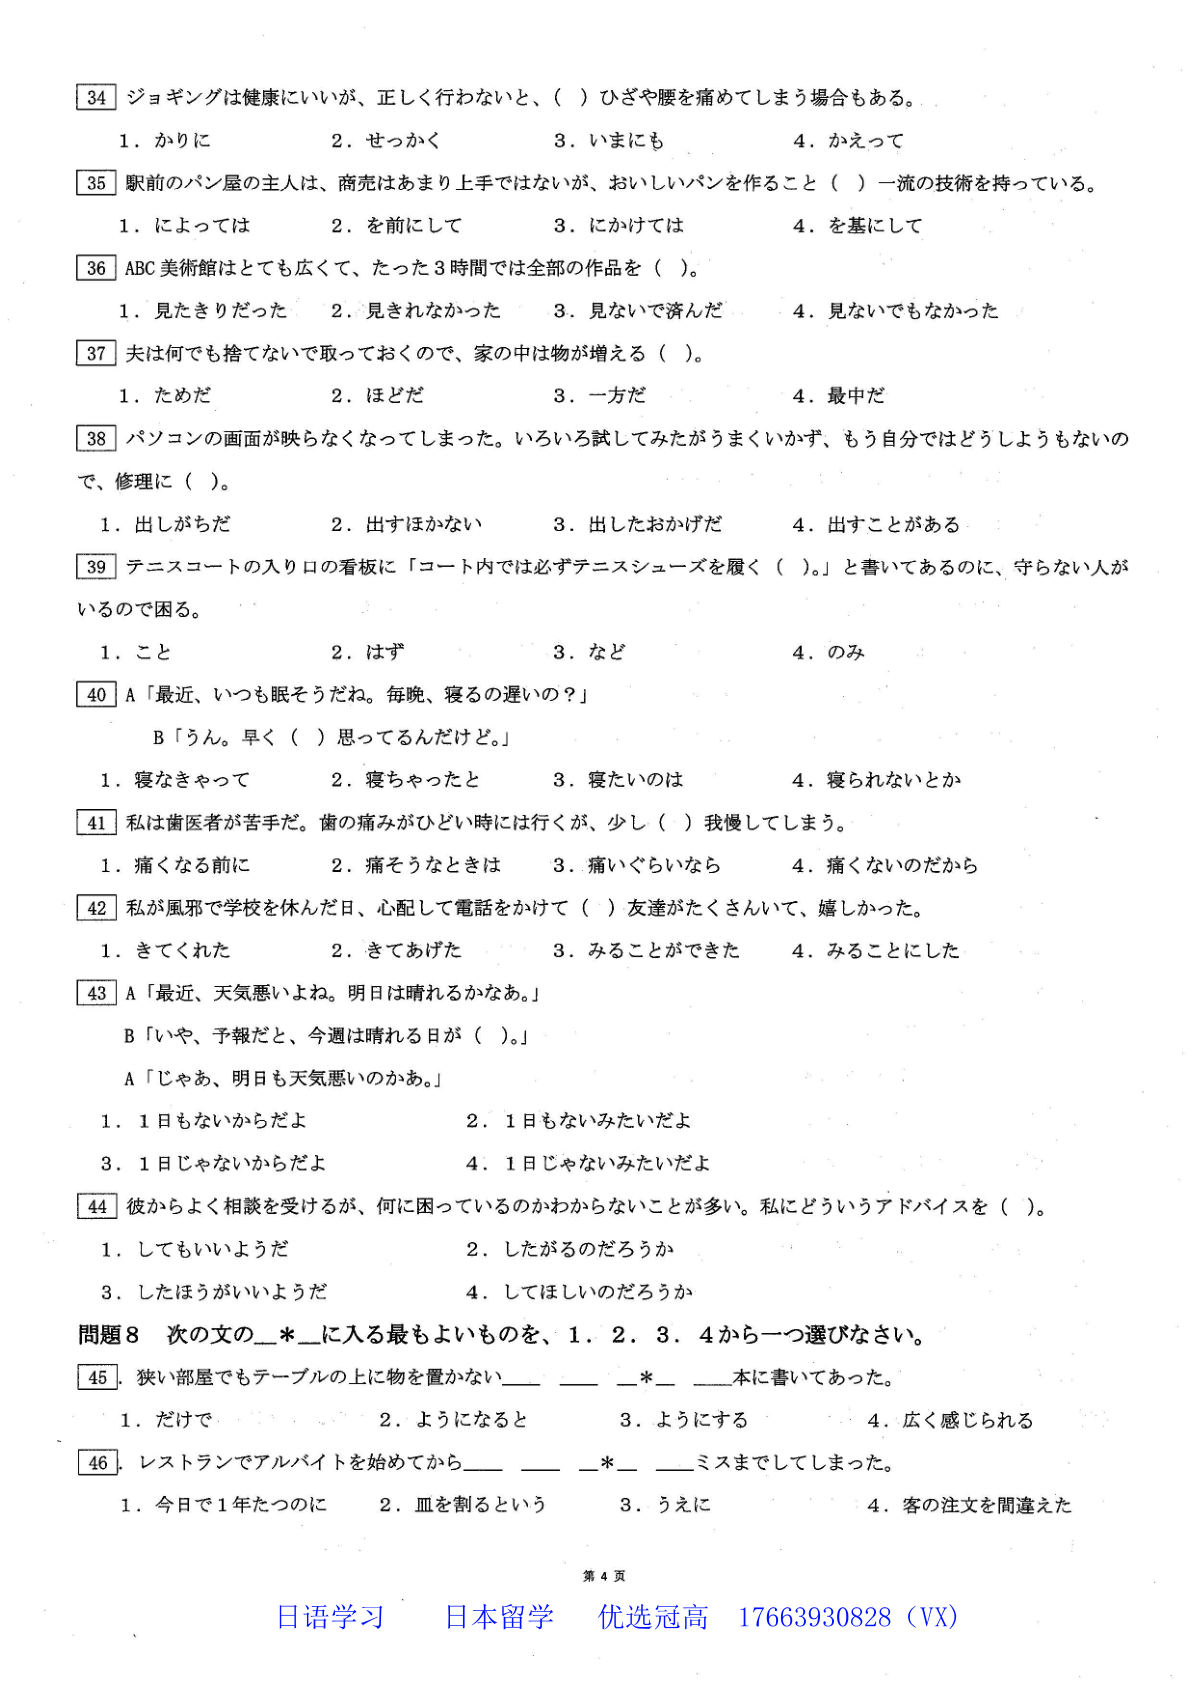 34 ジョギングは健康にいいが、正しく行わないと、（　）ひざや腰を痛めてしまう場合もある。
1．かりに　2．せっかく　3．いまにも　4．かえって
35 駅前のパン屋の主人は、商売はあまり上手ではないが、おいしいパンを作ること（　）一流の技術を持っている。
1．によっては　2．を前にして　3．にかけては　4．を基にして
36 ABC美術館はとても広くて、たった３時間では全部の作品を（　）。
1．見たきりだった　2．見きれなかった　3．見ないで済んだ　4．見ないでもなかった
37 夫は何でも捨てないで取っておくので、家の中は物が増える（　）。
1．ためだ　2．ほどだ　3．一方だ　4．最中だ
38 パソコンの画面が映らなくなってしまった。いろいろ試してみたがうまくいかず、もう自分ではどうしようもないの
で、修理に（　）。
1．出しがちだ　2．出すほかない　3．出したおかげだ　4．出すことがある
39 テニスコートの入り口の看板に「コート内では必ずテニスシューズを履く（　）。」と書いてあるのに、守らない人が
いるので困る。
1．こと　2．はず　3．など　4．のみ
40 A「最近、いつも眠そうだね。毎晩、寝るの遅いの？」
B「うん。早く（　）思ってるんだけど。」
1．寝なきゃって　2．寝ちゃったと　3．寝たいのは　4．寝られないとか
41 私は歯医者が苦手だ。歯の痛みがひどい時には行くが、少し（　）我慢してしまう。
1．痛くなる前に　2．痛そうなときは　3．痛いぐらいなら　4．痛くないのだから
42 私が風邪で学校を休んだ日、心配して電話をかけて（　）友達がたくさんいて、嬉しかった。
1．きてくれた　2．きてあげた　3．みることができた　4．みることにした
43 A「最近、天気悪いよね。明日は晴れるかなあ。」
B「いや、予報だと、今週は晴れる日が（　）。」
A「じゃあ、明日も天気悪いのかあ。」
1．１日もないからだよ　2．１日もないみたいだよ
3．１日じゃないからだよ　4．１日じゃないみたいだよ
44 彼からよく相談を受けるが、何に困っているのかわからないことが多い。私にどういうアドバイスを（　）。
1．してもいいようだ　2．したがるのだろうか
3．したほうがいいようだ　4．してほしいのだろうか
問題８　次の文の＿＊＿に入る最もよいものを、１．２．３．４から一つ選びなさい。
45．狭い部屋でもテーブルの上に物を置かない____　____　＿＊＿　____本に書いてあった。
1．だけで　2．ようになると　3．ようにする　4．広く感じられる
46．レストランでアルバイトを始めてから____　____　＿＊＿　____ミスまでしてしまった。
1．今日で１年たつのに　2．皿を割るという　3．うえに　4．客の注文を間違えた
第 4 页
日语学习　日本留学　优选冠高　17663930828（VX）